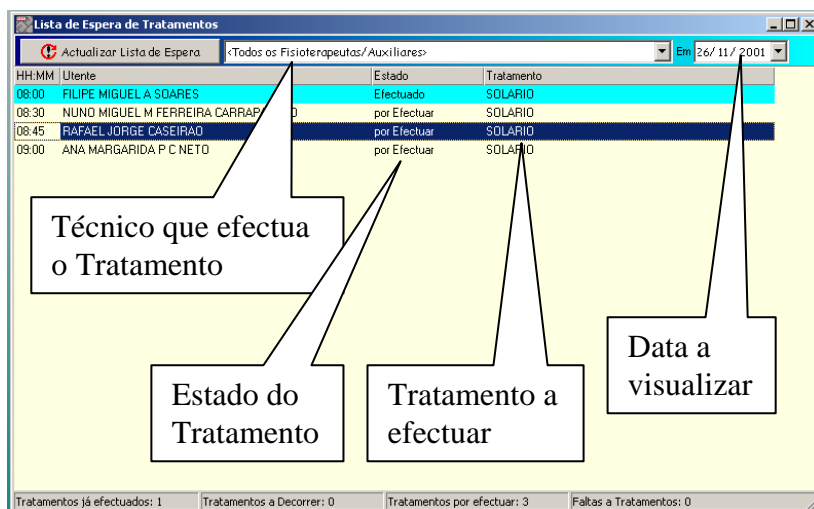 Lista de Espera de Tratamentos
Actualizar Lista de Espera <Todos os Fisioterapeutas/Auxiliares> Em 26/11/2001
HH:MM Utente Estado Tratamento
08:00 FILIPE MIGUEL A SOARES Efectuado SOLARIO
08:30 NUNO MIGUEL M FERREIRA por Efectuar SOLARIO
08:45 RAFAEL JORGE CASEIRAO por Efectuar SOLARIO
09:00 ANA MARGARIDA P C NETO por Efectuar SOLARIO
Técnico que efectua
o Tratamento
Estado do
Tratamento
Tratamento a
efectuar
Data a
visualizar
Tratamentos já efectuados: 1 Tratamentos a Decorrer: 0 Tratamentos por efectuar: 3 Faltas a Tratamentos: 0